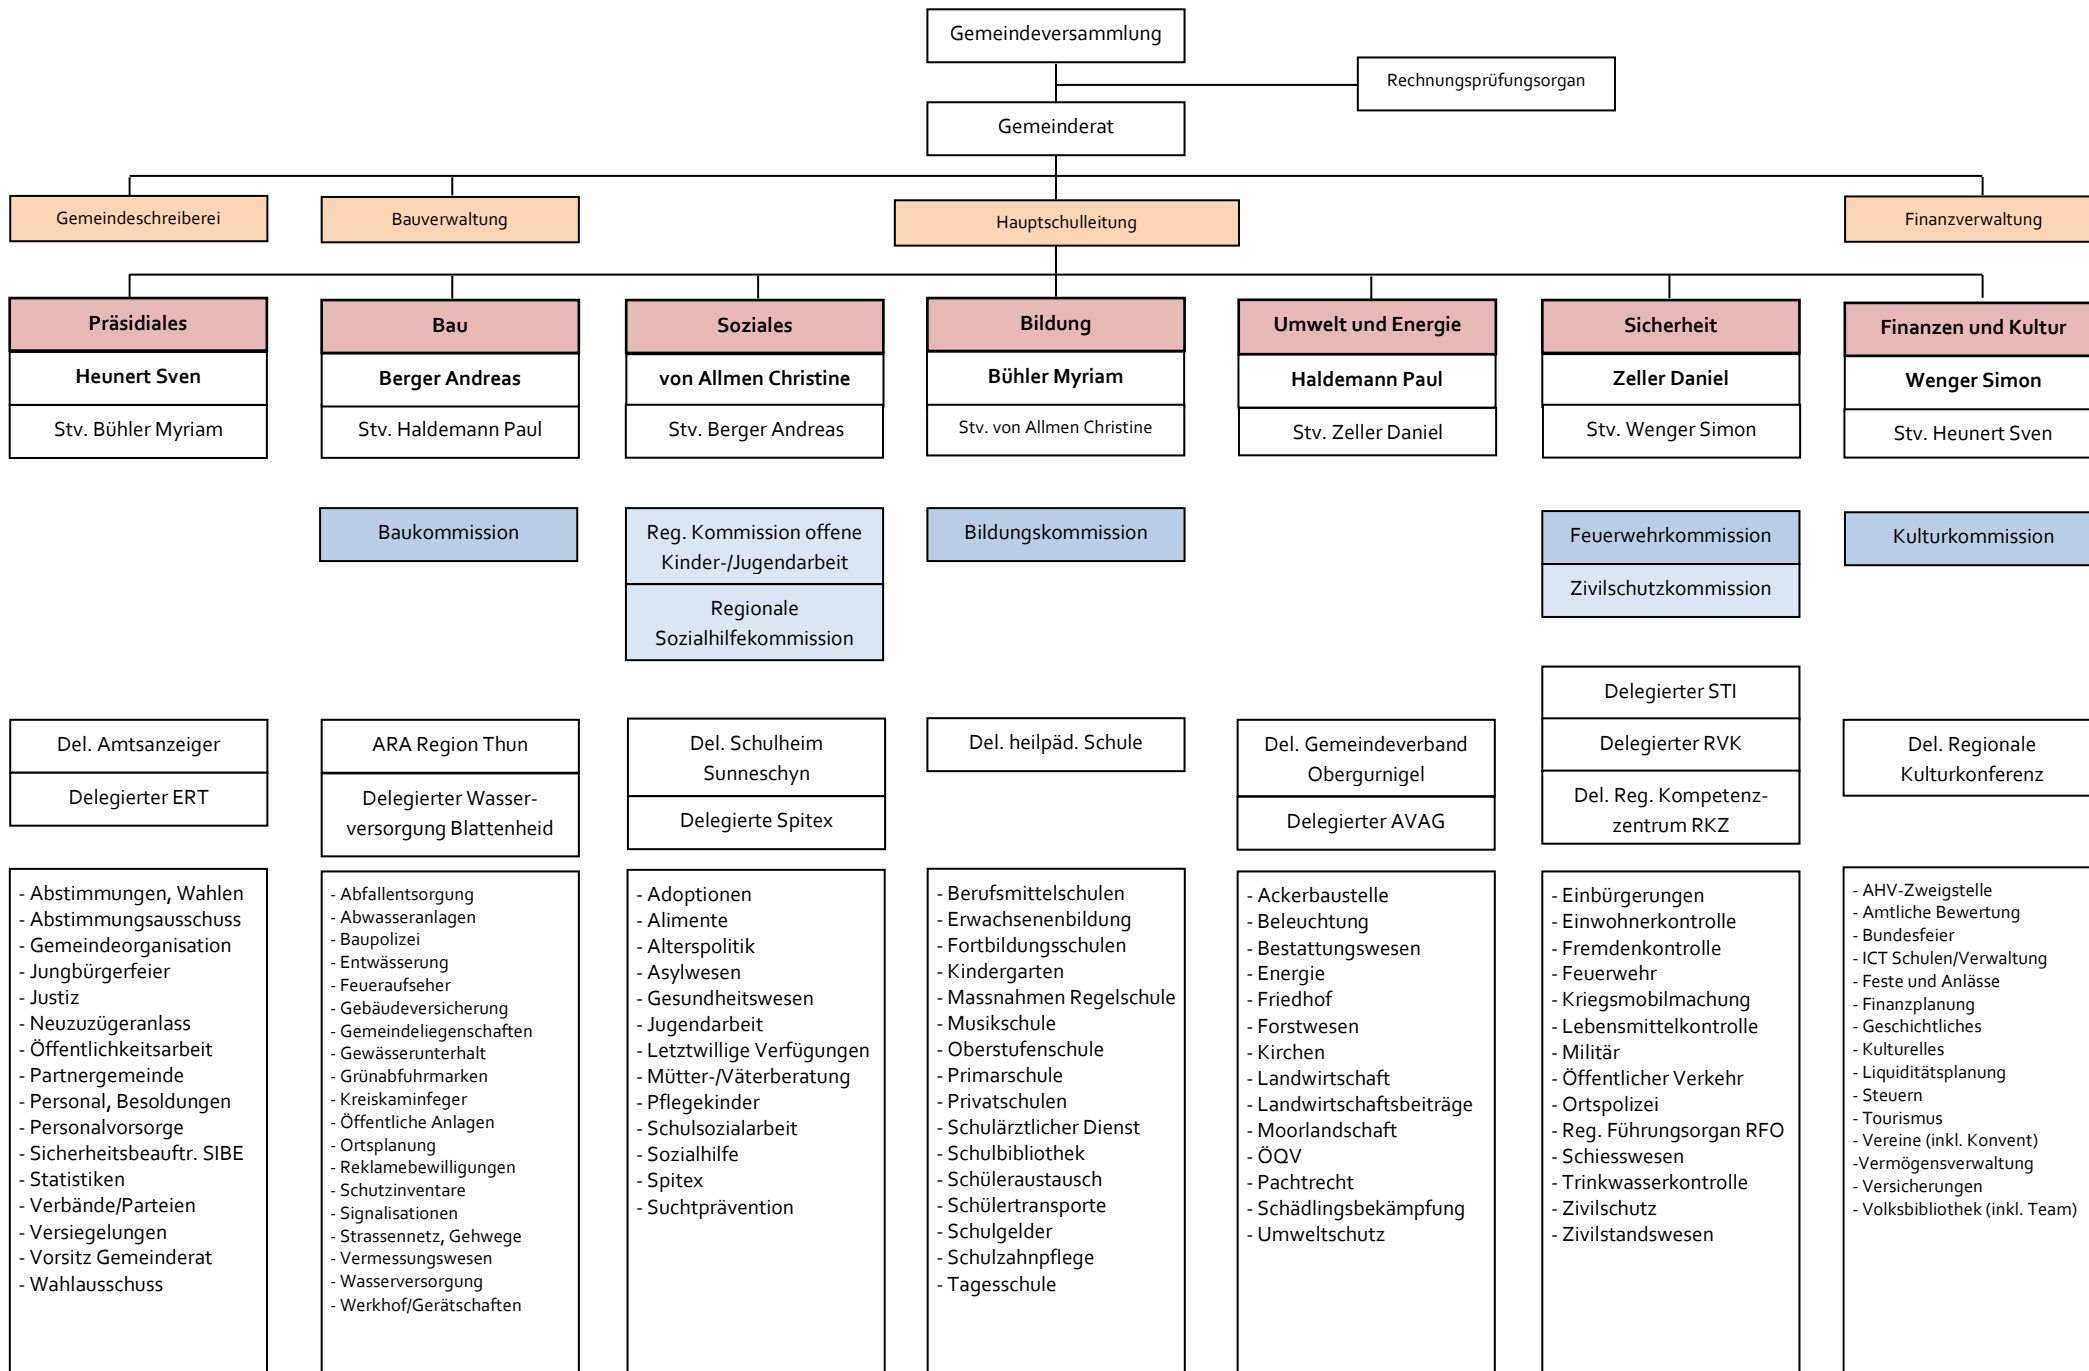 Gemeindeversammlung
Rechnungsprüfungsorgan
Gemeinderat
Gemeindeschreiberei
Bauverwaltung
Hauptschulleitung
Finanzverwaltung
Präsidiales
Heunert Sven
Stv. Bühler Myriam
Bau
Berger Andreas
Stv. Haldemann Paul
Soziales
von Allmen Christine
Stv. Berger Andreas
Bildung
Bühler Myriam
Stv. von Allmen Christine
Umwelt und Energie
Haldemann Paul
Stv. Zeller Daniel
Sicherheit
Zeller Daniel
Stv. Wenger Simon
Finanzen und Kultur
Wenger Simon
Stv. Heunert Sven
Baukommission
Reg. Kommission offene
Kinder-/Jugendarbeit
Regionale
Sozialhilfekommission
Bildungskommission
Feuerwehrkommission
Zivilschutzkommission
Kulturkommission
Del. Amtsanzeiger
Delegierter ERT
ARA Region Thun
Delegierter Wasser-
versorgung Blattenheid
Del. Schulheim
Sunneschyn
Delegierte Spitex
Del. heilpäd. Schule
Del. Gemeindeverband
Obergurnigel
Delegierter AVAG
Delegierter STI
Delegierter RVK
Del. Reg. Kompetenz-
zentrum RKZ
Del. Regionale
Kulturkonferenz
- Abstimmungen, Wahlen
- Abstimmungsausschuss
- Gemeindeorganisation
- Jungbürgerfeier
- Justiz
- Neuzuzügeranlass
- Öffentlichkeitsarbeit
- Partnergemeinde
- Personal, Besoldungen
- Personalvorsorge
- Sicherheitsbeauftr. SIBE
- Statistiken
- Verbände/Parteien
- Versiegelungen
- Vorsitz Gemeinderat
- Wahlausschuss
- Abfallentsorgung
- Abwasseranlagen
- Baupolizei
- Entwässerung
- Feueraufseher
- Gebäudeversicherung
- Gemeindeliegenschaften
- Gewässerunterhalt
- Grünabfuhrmarken
- Kreiskaminfeger
- Öffentliche Anlagen
- Ortsplanung
- Reklamebewilligungen
- Schutzinventare
- Signalisationen
- Strassennetz, Gehwege
- Vermessungswesen
- Wasserversorgung
- Werkhof/Gerätschaften
- Adoptionen
- Alimente
- Alterspolitik
- Asylwesen
- Gesundheitswesen
- Jugendarbeit
- Letztwillige Verfügungen
- Mütter-/Väterberatung
- Pflegekinder
- Schulsozialarbeit
- Sozialhilfe
- Spitex
- Suchtprävention
- Berufsmittelschulen
- Erwachsenenbildung
- Fortbildungsschulen
- Kindergarten
- Massnahmen Regelschule
- Musikschule
- Oberstufenschule
- Primarschule
- Privatschulen
- Schulärztlicher Dienst
- Schulbibliothek
- Schüleraustausch
- Schülertransporte
- Schulgelder
- Schulzahnpflege
- Tagesschule
- Ackerbaustelle
- Beleuchtung
- Bestattungswesen
- Energie
- Friedhof
- Forstwesen
- Kirchen
- Landwirtschaft
- Landwirtschaftsbeiträge
- Moorlandschaft
- ÖQV
- Pachtrecht
- Schädlingsbekämpfung
- Umweltschutz
- Einbürgerungen
- Einwohnerkontrolle
- Fremdenkontrolle
- Feuerwehr
- Kriegsmobilmachung
- Lebensmittelkontrolle
- Militär
- Öffentlicher Verkehr
- Ortspolizei
- Reg. Führungsorgan RFO
- Schiesswesen
- Trinkwasserkontrolle
- Zivilschutz
- Zivilstandswesen
- AHV-Zweigstelle
- Amtliche Bewertung
- Bundesfeier
- ICT Schulen/Verwaltung
- Feste und Anlässe
- Finanzplanung
- Geschichtliches
- Kulturelles
- Liquiditätsplanung
- Steuern
- Tourismus
- Vereine (inkl. Konvent)
-Vermögensverwaltung
- Versicherungen
- Volksbibliothek (inkl. Team)